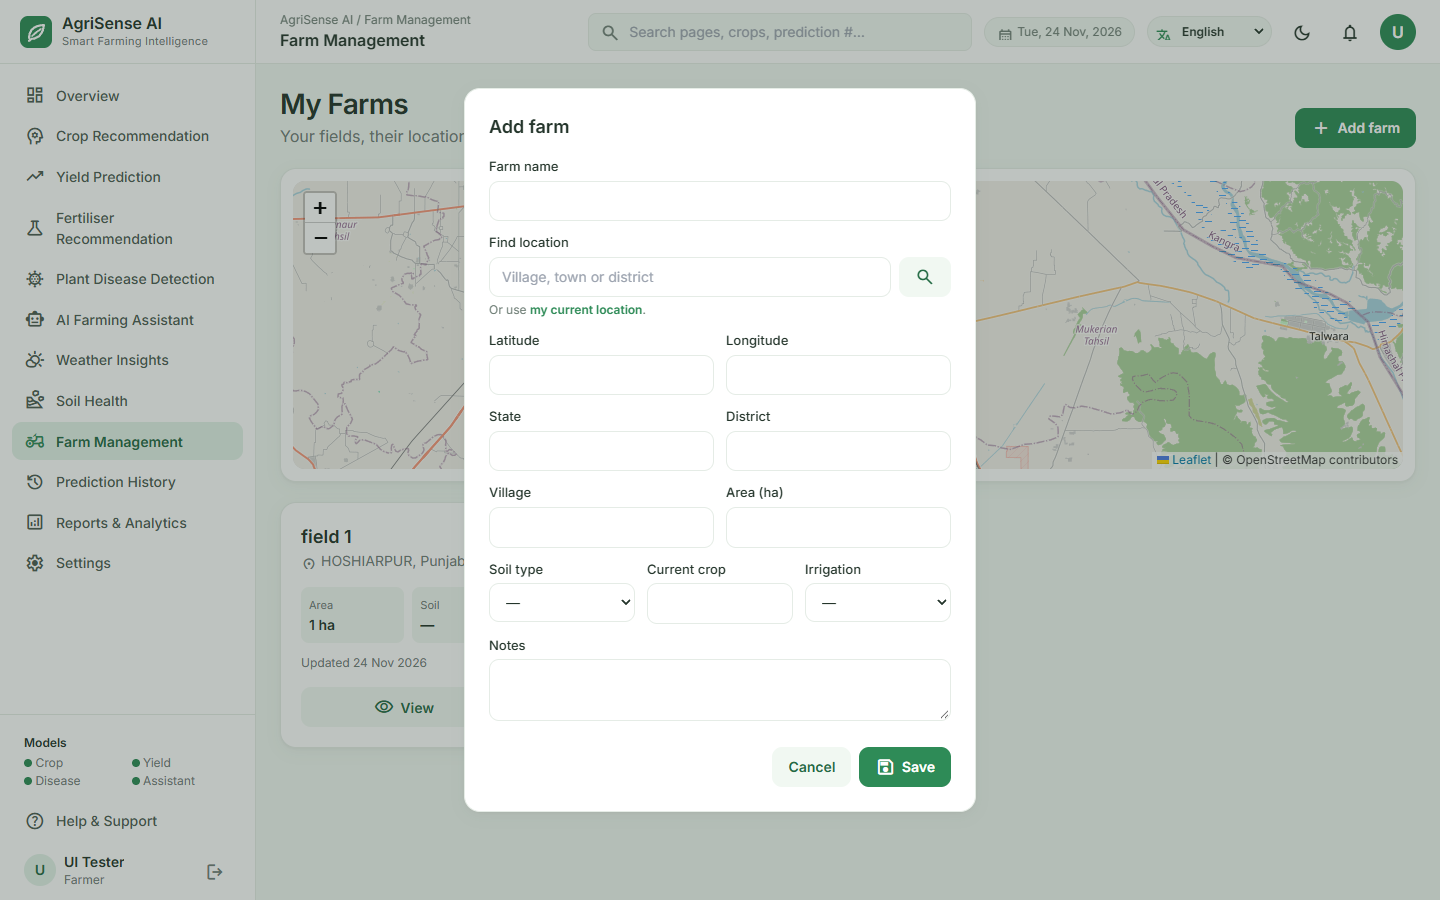 AgriSense AI
Smart Farming Intelligence
AgriSense AI / Farm Management
Farm Management
Search pages, crops, prediction #...
Tue, 24 Nov, 2026
English
U
Overview
Crop Recommendation
Yield Prediction
Fertiliser
Recommendation
Plant Disease Detection
AI Farming Assistant
Weather Insights
Soil Health
Farm Management
Prediction History
Reports & Analytics
Settings
Models
Crop
Yield
Disease
Assistant
Help & Support
U
UI Tester
Farmer
My Farms
Your fields, their location
Add farm
+
−
Kangra
Mukerian
Tahsil
Talwara
Leaflet | © OpenStreetMap contributors
field 1
HOSHIARPUR, Punjab
Area
1 ha
Soil
—
Updated 24 Nov 2026
View
Add farm
Farm name
Find location
Village, town or district
Or use my current location.
Latitude
Longitude
State
District
Village
Area (ha)
Soil type
Current crop
Irrigation
—
—
Notes
Cancel
Save